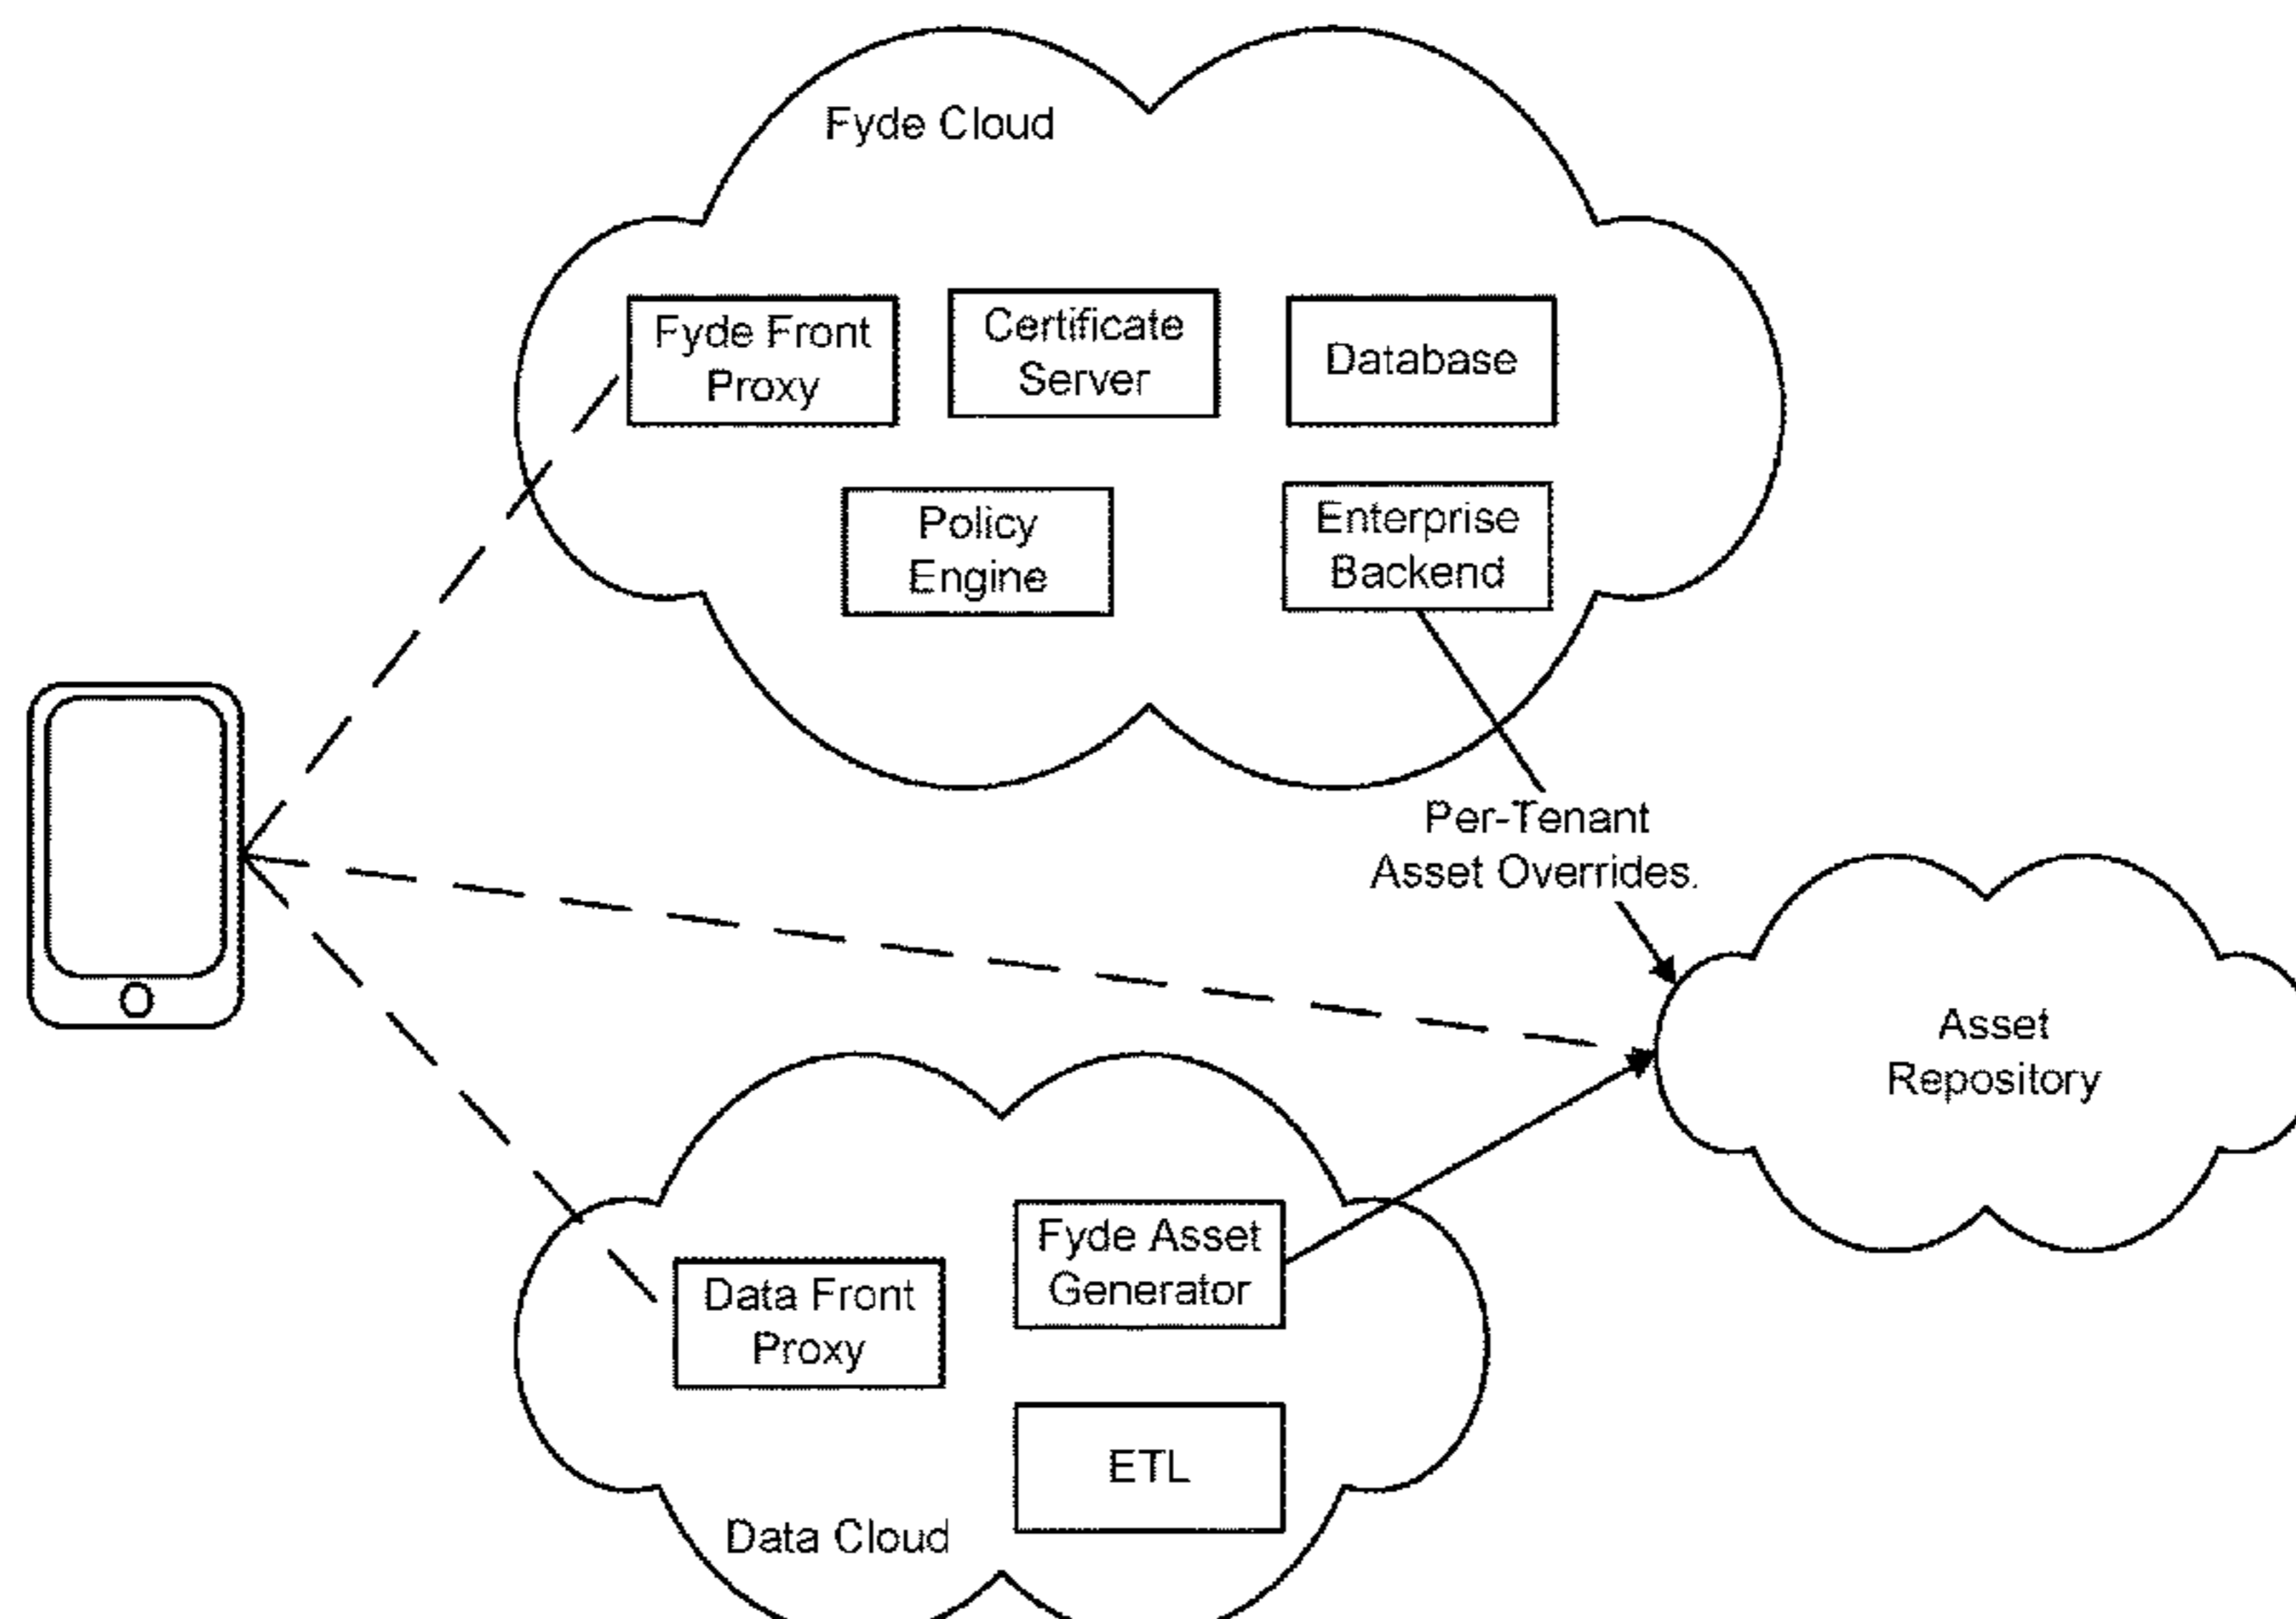 Fyde Cloud
Fyde Front
Proxy
Certificate
Server
Database
Policy
Engine
Enterprise
Backend
Per-Tenant
Asset Overrides.
Asset
Repository
Fyde Asset
Generator
Data Front
Proxy
ETL
Data Cloud